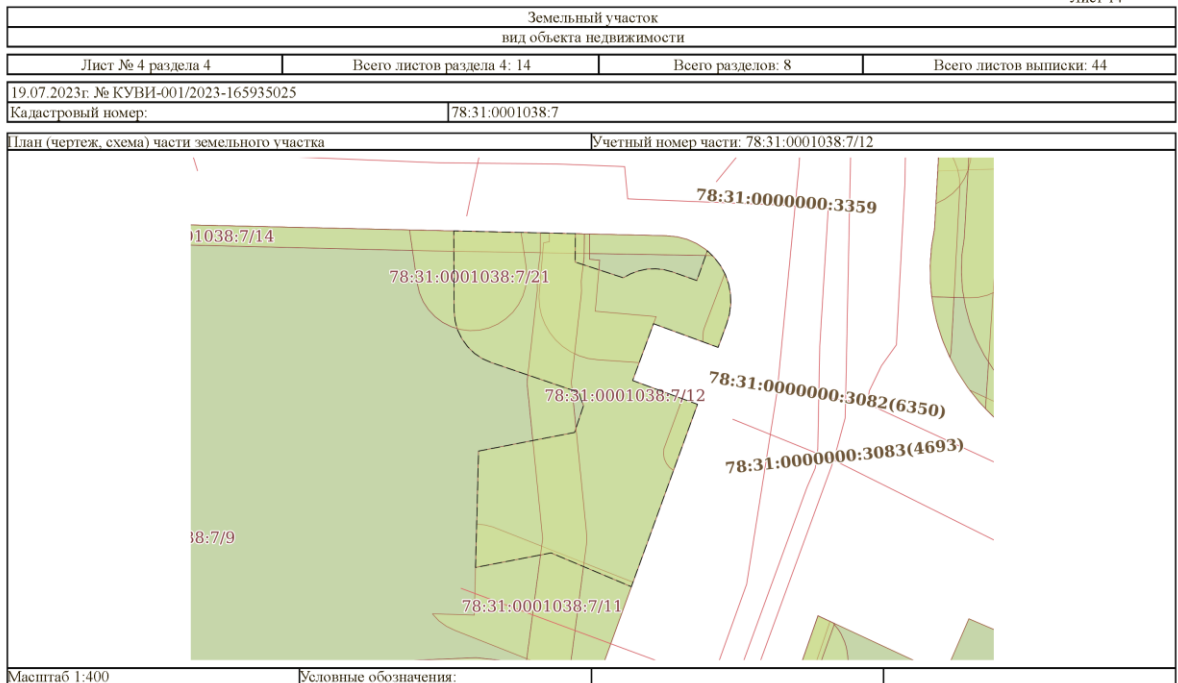 Лист 14
Земельный участок
вид объекта недвижимости
Лист № 4 раздела 4 Всего листов раздела 4: 14 Всего разделов: 8 Всего листов выписки: 44
19.07.2023г. № КУВИ-001/2023-165935025
Кадастровый номер: 78:31:0001038:7
План (чертеж, схема) части земельного участка Учетный номер части: 78:31:0001038:7/12
78:31:0000000:3359
01038:7/14
78:31:0001038:7/21
78:31:0000000:3082(6350)
78:31:0001038:7/12
78:31:0000000:3083(4693)
38:7/9
78:31:0001038:7/11
Масштаб 1:400 Условные обозначения: